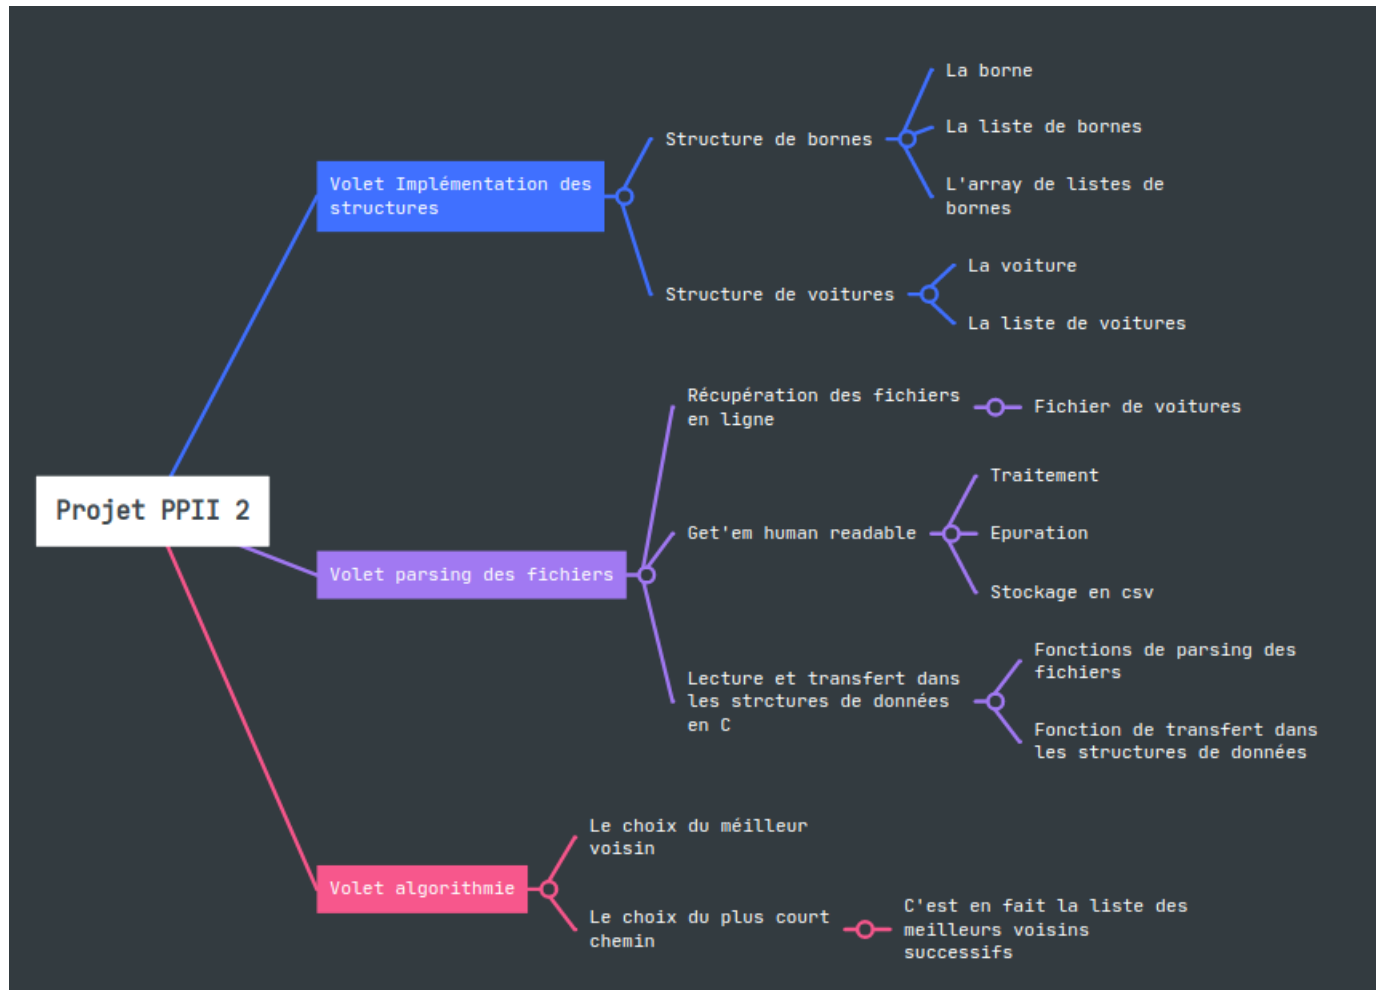 Projet PPII 2
Volet Implémentation des
structures
Structure de bornes
La borne
La liste de bornes
L'array de listes de
bornes
Structure de voitures
La voiture
La liste de voitures
Volet parsing des fichiers
Récupération des fichiers
en ligne
Fichier de voitures
Get'em human readable
Traitement
Epuration
Stockage en csv
Lecture et transfert dans
les strctures de données
en C
Fonctions de parsing des
fichiers
Fonction de transfert dans
les structures de données
Volet algorithmie
Le choix du méilleur
voisin
Le choix du plus court
chemin
C'est en fait la liste des
meilleurs voisins
successifs